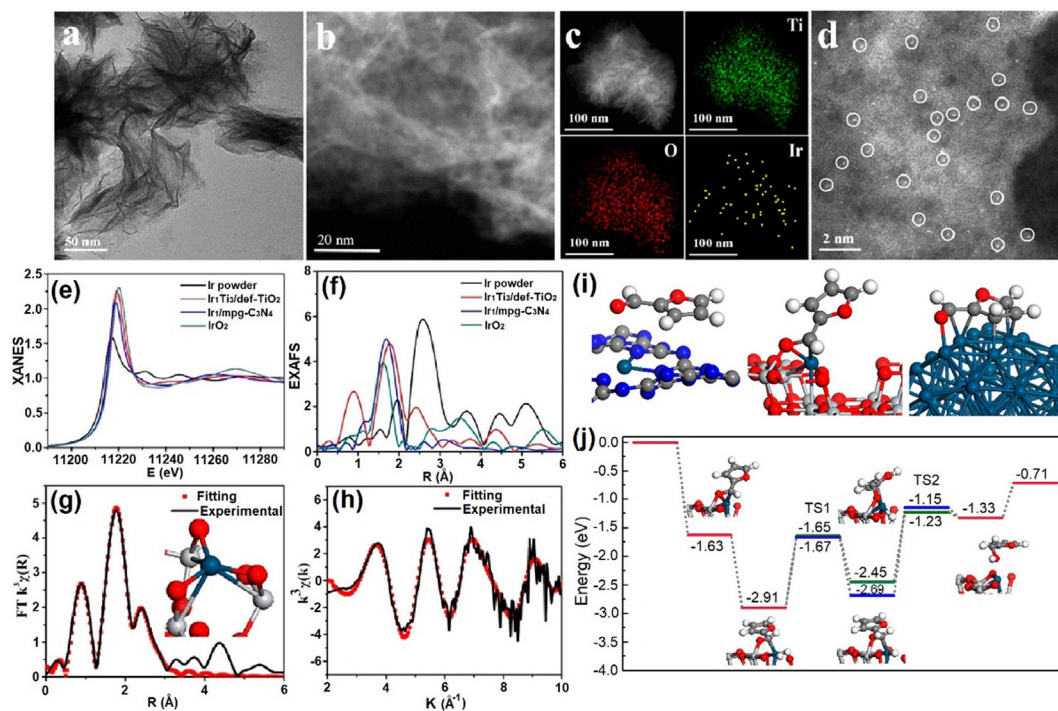 a
50 nm
b
20 nm
c
100 nm
Ti
100 nm
O
100 nm
Ir
100 nm
d
2 nm
(e)
Ir powder
Ir₁Ti₃/def-TiO₂
Ir₁/mpg-C₃N₄
IrO₂
XANES
2.5
2.0
1.5
1.0
0.5
0.0
11200 11220 11260 11280
E (eV)
(f)
Ir powder
Ir₁Ti₃/def-TiO₂
Ir₁/mpg-C₃N₄
IrO₂
EXAFS
8
6
4
2
0
0 1 2 3 4 5 6
R (Å)
(g)
Fitting
Experimental
FT k³χ(R)
5
4
3
2
1
0
0 2 4 6
R (Å)
(h)
Fitting
Experimental
k³χ(k)
6
4
2
0
-2
-4
-6
2 4 6 8 10
K (Å⁻¹)
(i)
(j)
Energy (eV)
0.0
-0.5
-1.0
-1.5
-2.0
-2.5
-3.0
-3.5
-4.0
-1.63
-2.91
TS1
-1.65
-1.67
-2.45
-2.69
TS2
-1.15
-1.23
-1.33
-0.71